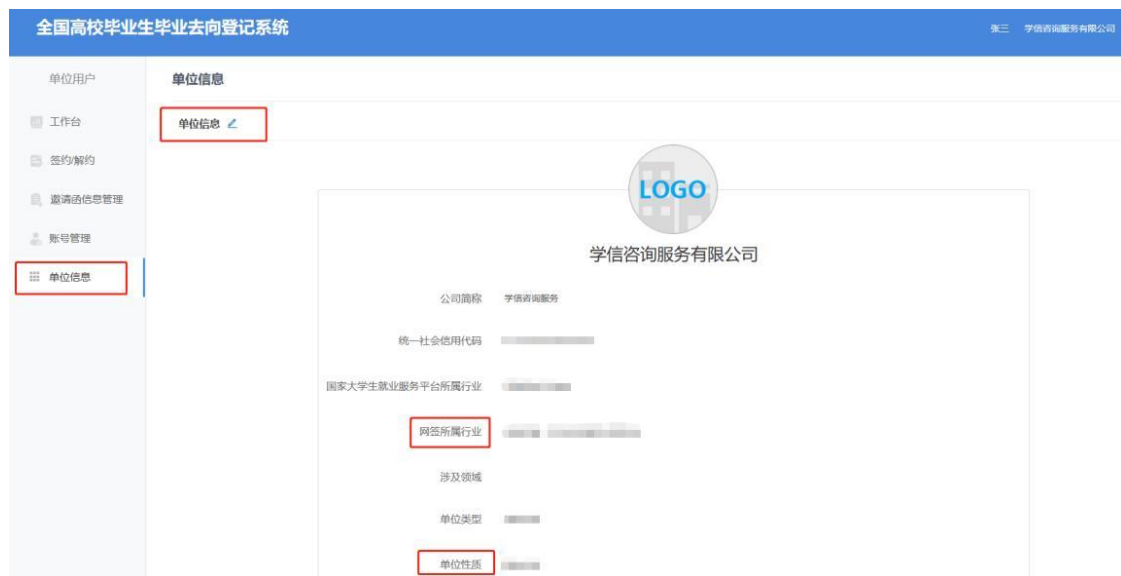 全国高校毕业生毕业去向登记系统
张三 学信咨询服务有限公司
单位用户
单位信息
工作台
单位信息
签约/解约
邀请函信息管理
账号管理
单位信息
LOGO
学信咨询服务有限公司
公司简称 学信咨询服务
统一社会信用代码
国家大学生就业服务平台所属行业
网签所属行业
涉及领域
单位类型
单位性质